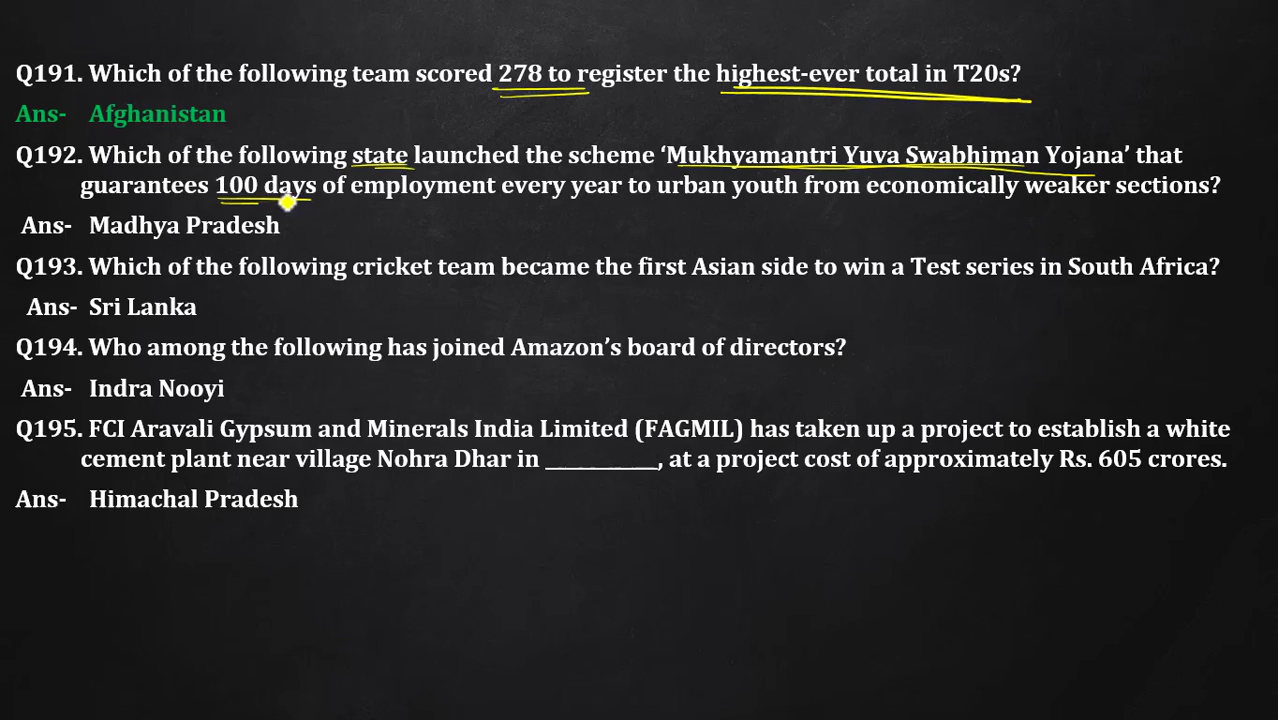 Q191. Which of the following team scored 278 to register the highest-ever total in T20s?
Ans- Afghanistan
Q192. Which of the following state launched the scheme ‘Mukhyamantri Yuva Swabhiman Yojana’ that
guarantees 100 days of employment every year to urban youth from economically weaker sections?
Ans- Madhya Pradesh
Q193. Which of the following cricket team became the first Asian side to win a Test series in South Africa?
Ans- Sri Lanka
Q194. Who among the following has joined Amazon’s board of directors?
Ans- Indra Nooyi
Q195. FCI Aravali Gypsum and Minerals India Limited (FAGMIL) has taken up a project to establish a white
cement plant near village Nohra Dhar in __________, at a project cost of approximately Rs. 605 crores.
Ans- Himachal Pradesh